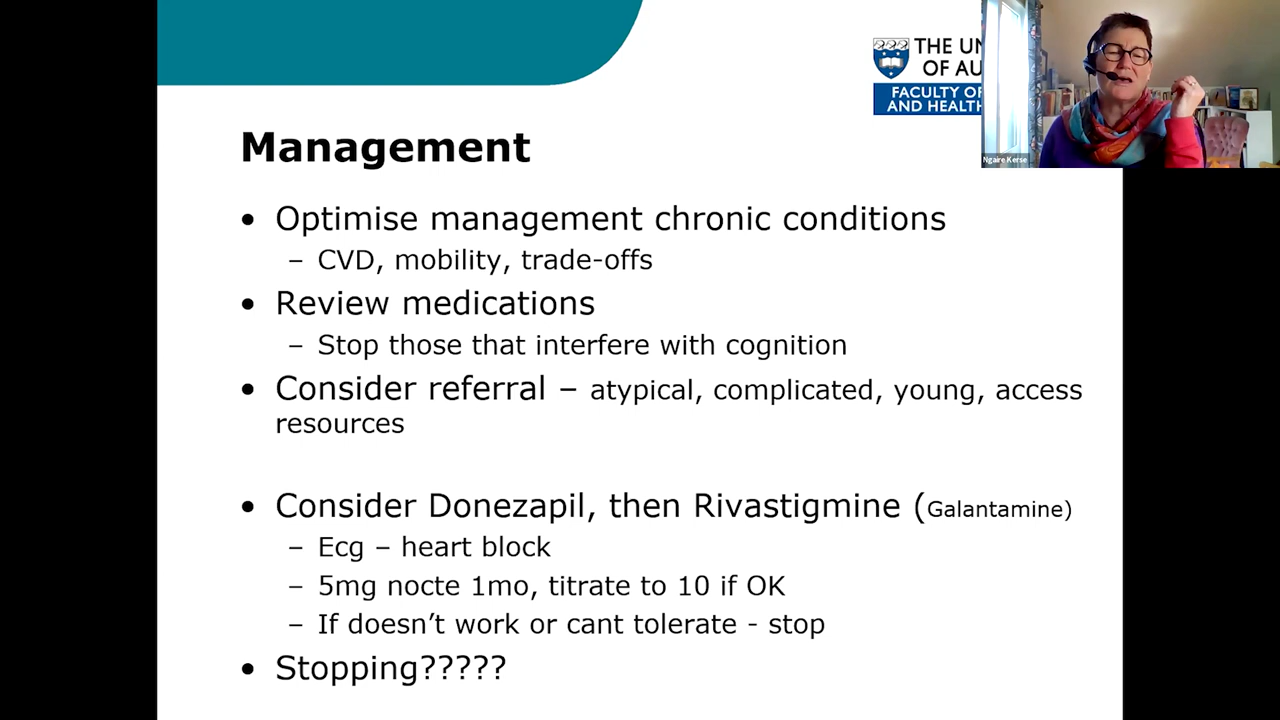 THE UN
OF AU
FACULTY OF
AND HEALTH
Ngaire Kerse
Management
• Optimise management chronic conditions
– CVD, mobility, trade-offs
• Review medications
– Stop those that interfere with cognition
• Consider referral – atypical, complicated, young, access
resources
• Consider Donezapil, then Rivastigmine (Galantamine)
– Ecg – heart block
– 5mg nocte 1mo, titrate to 10 if OK
– If doesn’t work or cant tolerate - stop
• Stopping?????